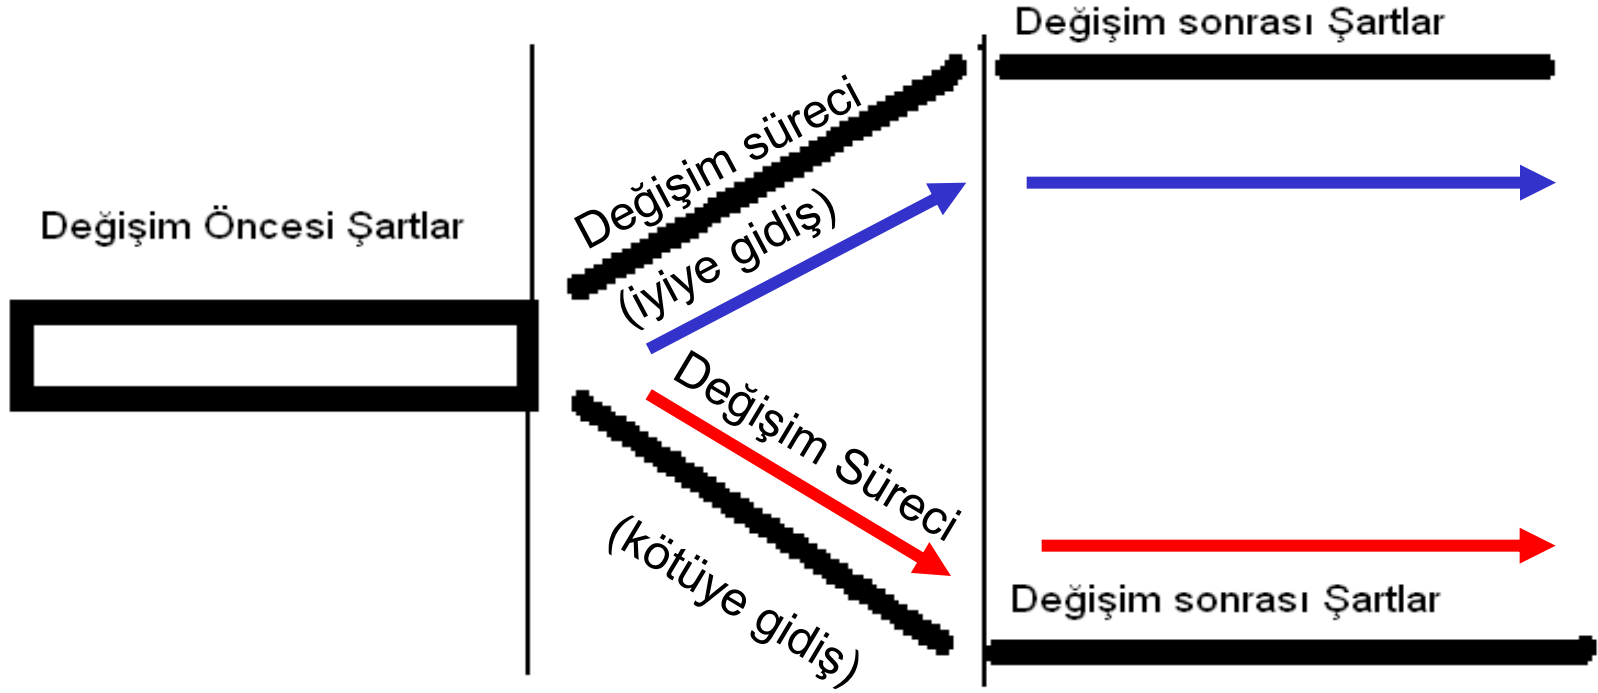 Değişim Öncesi Şartlar
Değişim süreci
(iyiye gidiş)
Değişim Süreci
(kötüye gidiş)
Değişim sonrası Şartlar
Değişim sonrası Şartlar